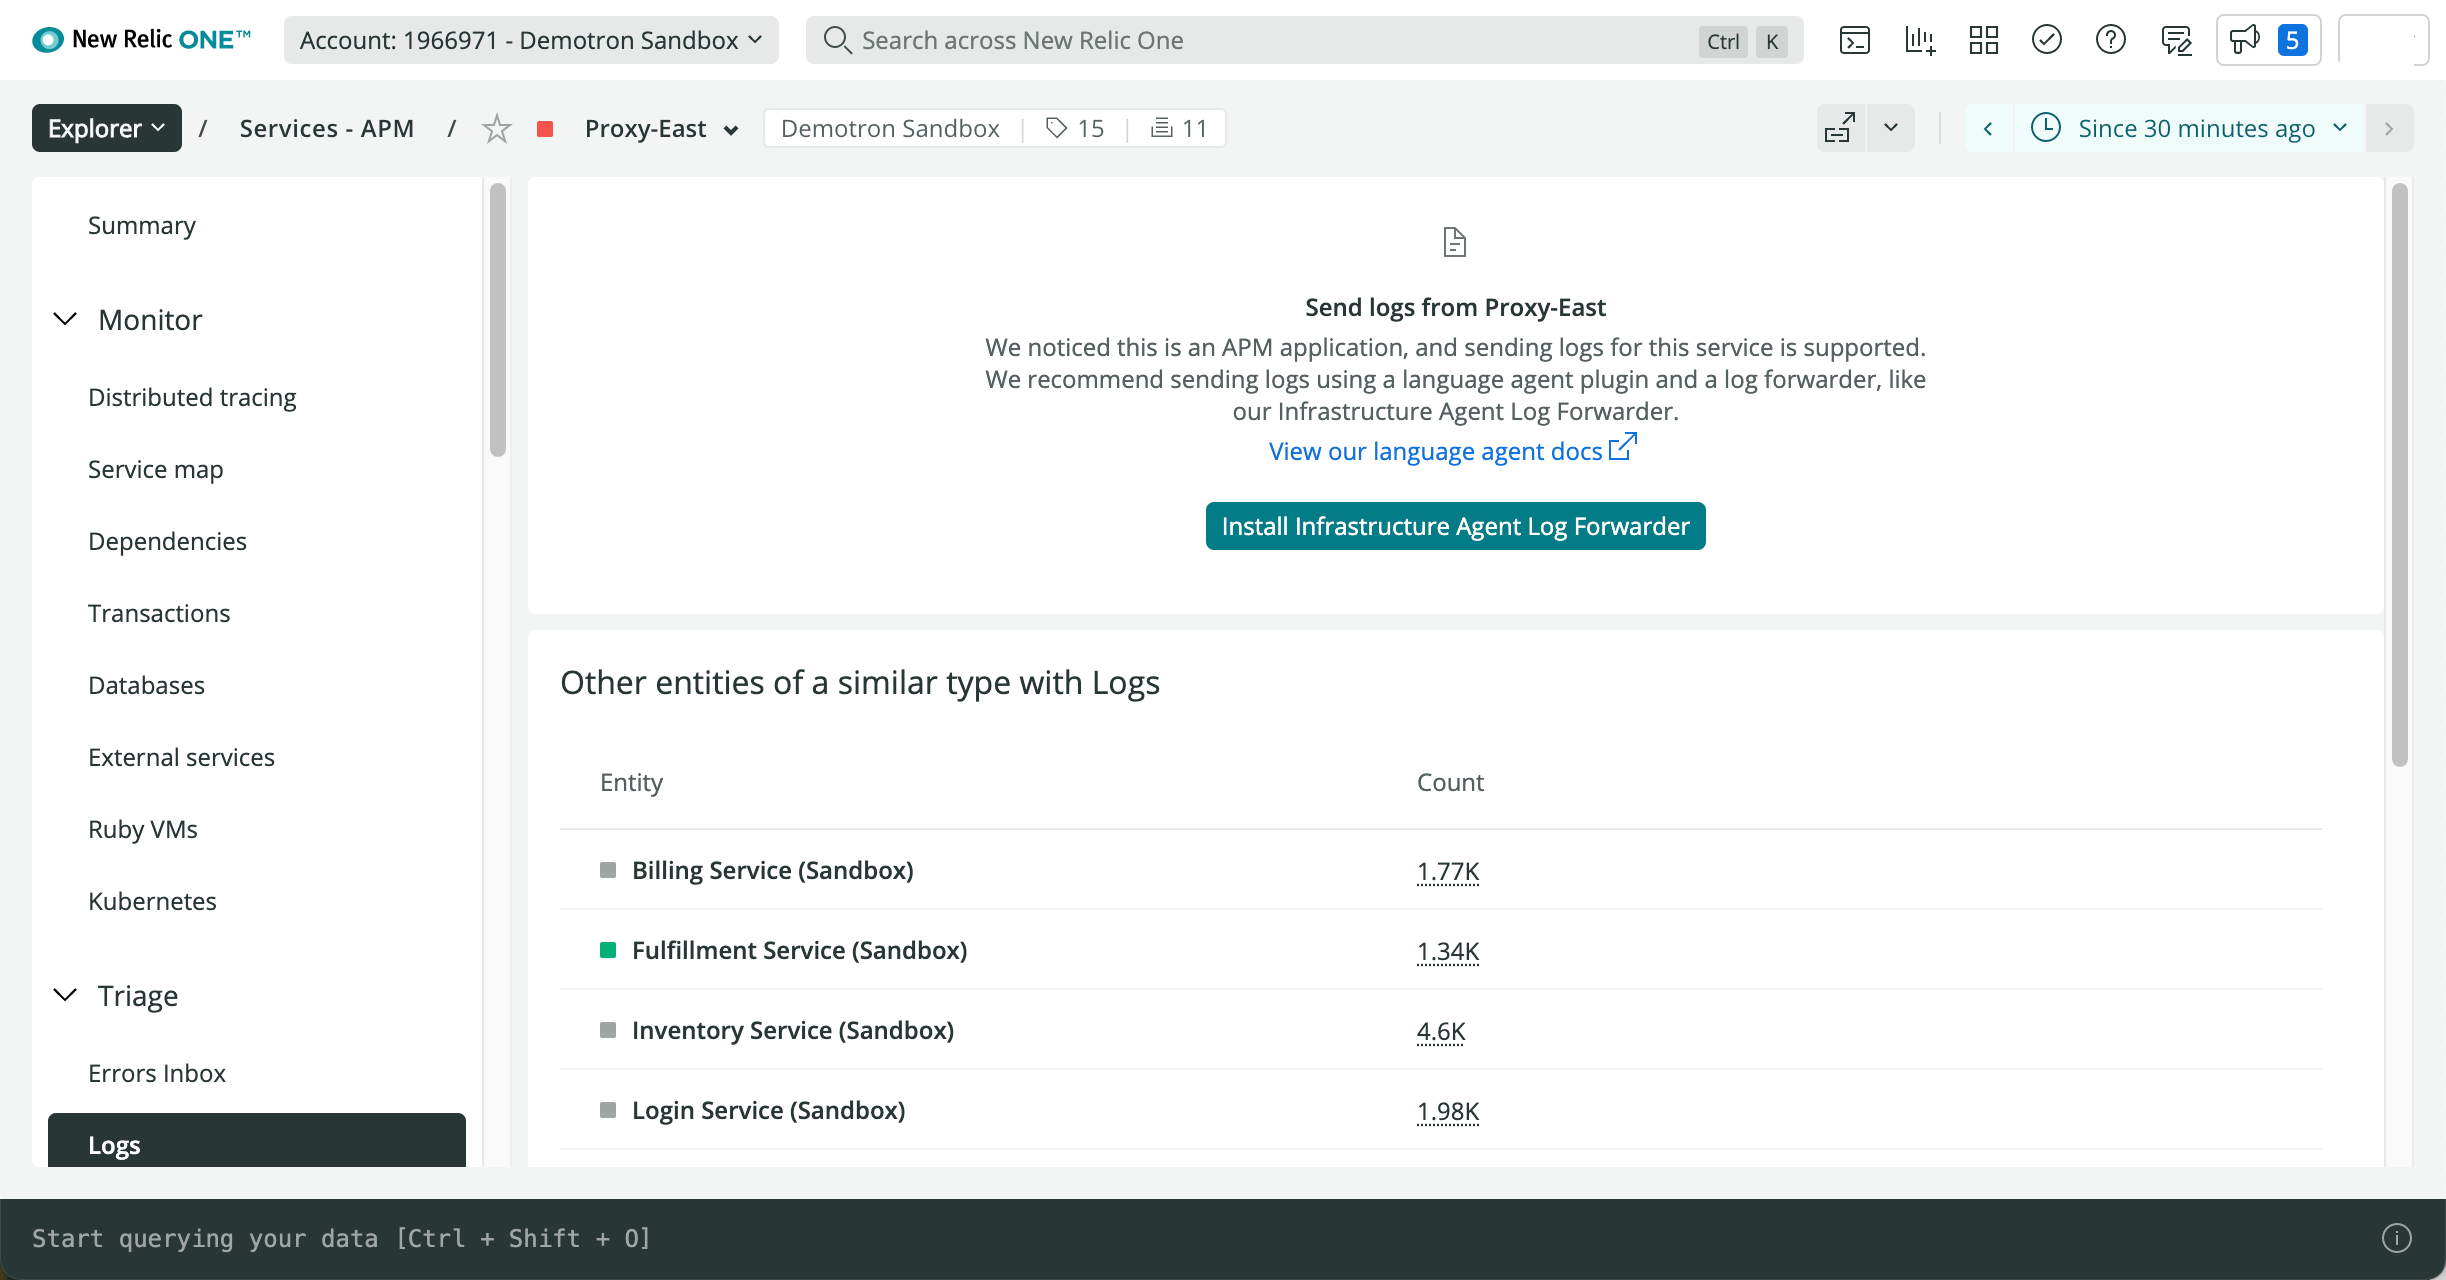 New Relic ONE™
Account: 1966971 - Demotron Sandbox
Search across New Relic One
Ctrl K
5
Explorer / Services - APM / Proxy-East
Demotron Sandbox 15 11
Since 30 minutes ago
Summary
Monitor
Distributed tracing
Service map
Dependencies
Transactions
Databases
External services
Ruby VMs
Kubernetes
Triage
Errors Inbox
Logs
Send logs from Proxy-East
We noticed this is an APM application, and sending logs for this service is supported.
We recommend sending logs using a language agent plugin and a log forwarder, like
our Infrastructure Agent Log Forwarder.
View our language agent docs
Install Infrastructure Agent Log Forwarder
Other entities of a similar type with Logs
Entity Count
Billing Service (Sandbox) 1.77K
Fulfillment Service (Sandbox) 1.34K
Inventory Service (Sandbox) 4.6K
Login Service (Sandbox) 1.98K
Start querying your data [Ctrl + Shift + O]